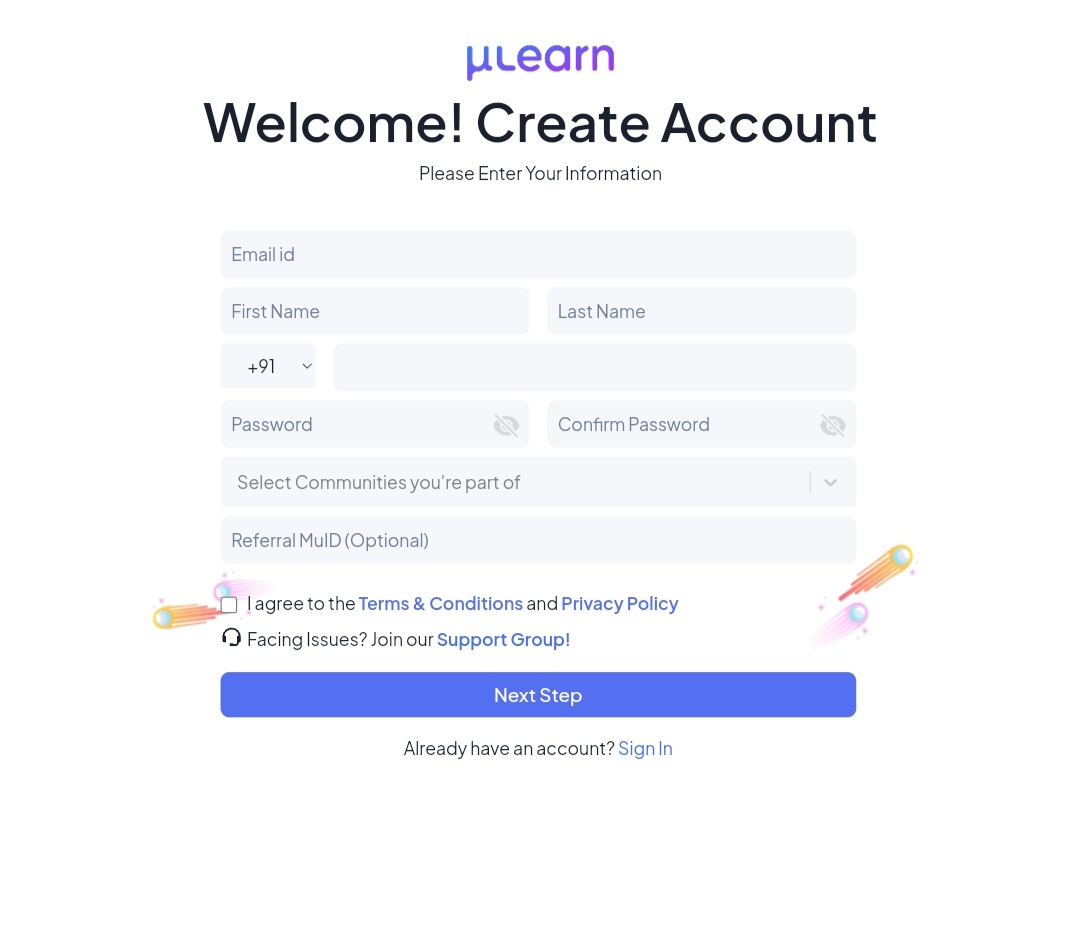 µLearn
Welcome! Create Account
Please Enter Your Information
Email id
First Name Last Name
+91
Password Confirm Password
Select Communities you're part of
Referral MuID (Optional)
I agree to the Terms & Conditions and Privacy Policy
Facing Issues? Join our Support Group!
Next Step
Already have an account? Sign In